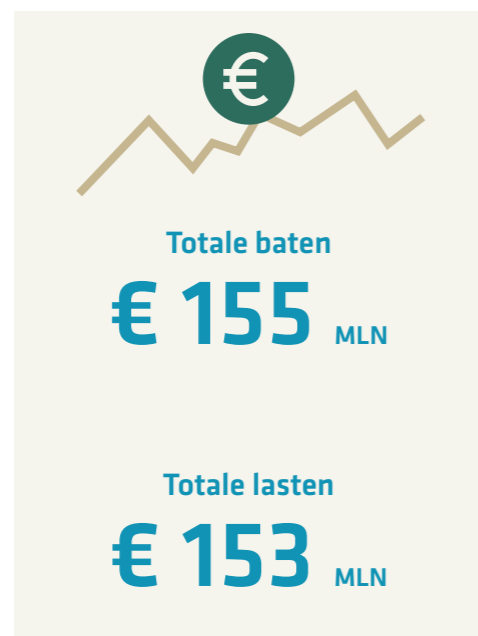 €
Totale baten
€ 155 MLN
Totale lasten
€ 153 MLN